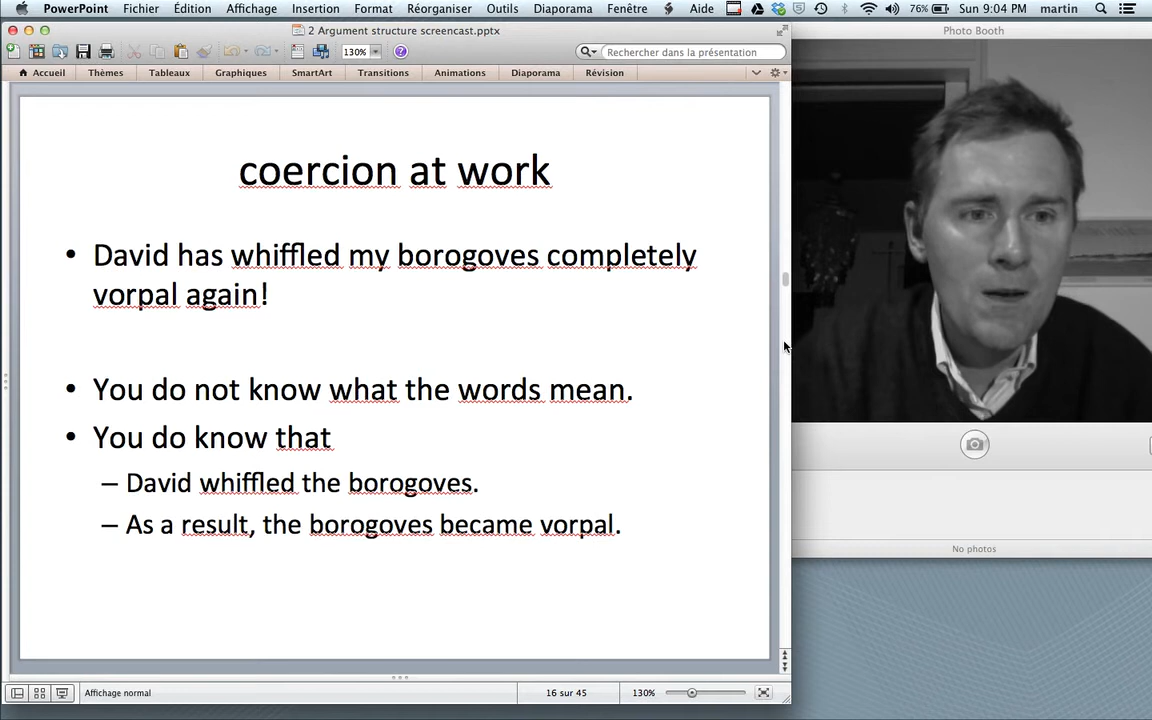 PowerPoint Fichier Édition Affichage Insertion Format Réorganiser Outils Diaporama Fenêtre Aide 76% Sun 9:04 PM martin
2 Argument structure screencast.pptx
Photo Booth
130% Rechercher dans la présentation
Accueil Thèmes Tableaux Graphiques SmartArt Transitions Animations Diaporama Révision
coercion at work
• David has whiffled my borogoves completely
vorpal again!
• You do not know what the words mean.
• You do know that
– David whiffled the borogoves.
– As a result, the borogoves became vorpal.
No photos
Affichage normal 16 sur 45 130%